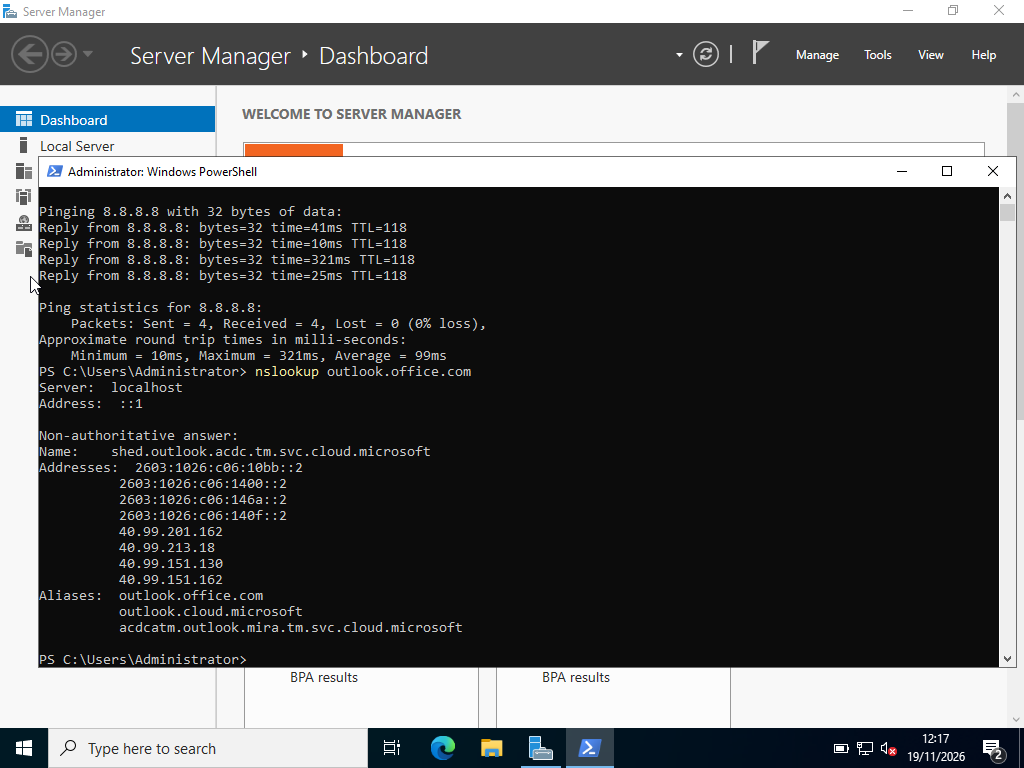 Server Manager
Server Manager ‣ Dashboard
Manage Tools View Help
Dashboard
Local Server
WELCOME TO SERVER MANAGER
Administrator: Windows PowerShell
Pinging 8.8.8.8 with 32 bytes of data:
Reply from 8.8.8.8: bytes=32 time=41ms TTL=118
Reply from 8.8.8.8: bytes=32 time=10ms TTL=118
Reply from 8.8.8.8: bytes=32 time=321ms TTL=118
Reply from 8.8.8.8: bytes=32 time=25ms TTL=118
Ping statistics for 8.8.8.8:
    Packets: Sent = 4, Received = 4, Lost = 0 (0% loss),
Approximate round trip times in milli-seconds:
    Minimum = 10ms, Maximum = 321ms, Average = 99ms
PS C:\Users\Administrator> nslookup outlook.office.com
Server:  localhost
Address:  ::1
Non-authoritative answer:
Name:    shed.outlook.acdc.tm.svc.cloud.microsoft
Addresses:  2603:1026:c06:10bb::2
          2603:1026:c06:1400::2
          2603:1026:c06:146a::2
          2603:1026:c06:140f::2
          40.99.201.162
          40.99.213.18
          40.99.151.130
          40.99.151.162
Aliases:  outlook.office.com
          outlook.cloud.microsoft
          acdcatm.outlook.mira.tm.svc.cloud.microsoft
PS C:\Users\Administrator>
BPA results
BPA results
Type here to search
12:17
19/11/2026
2